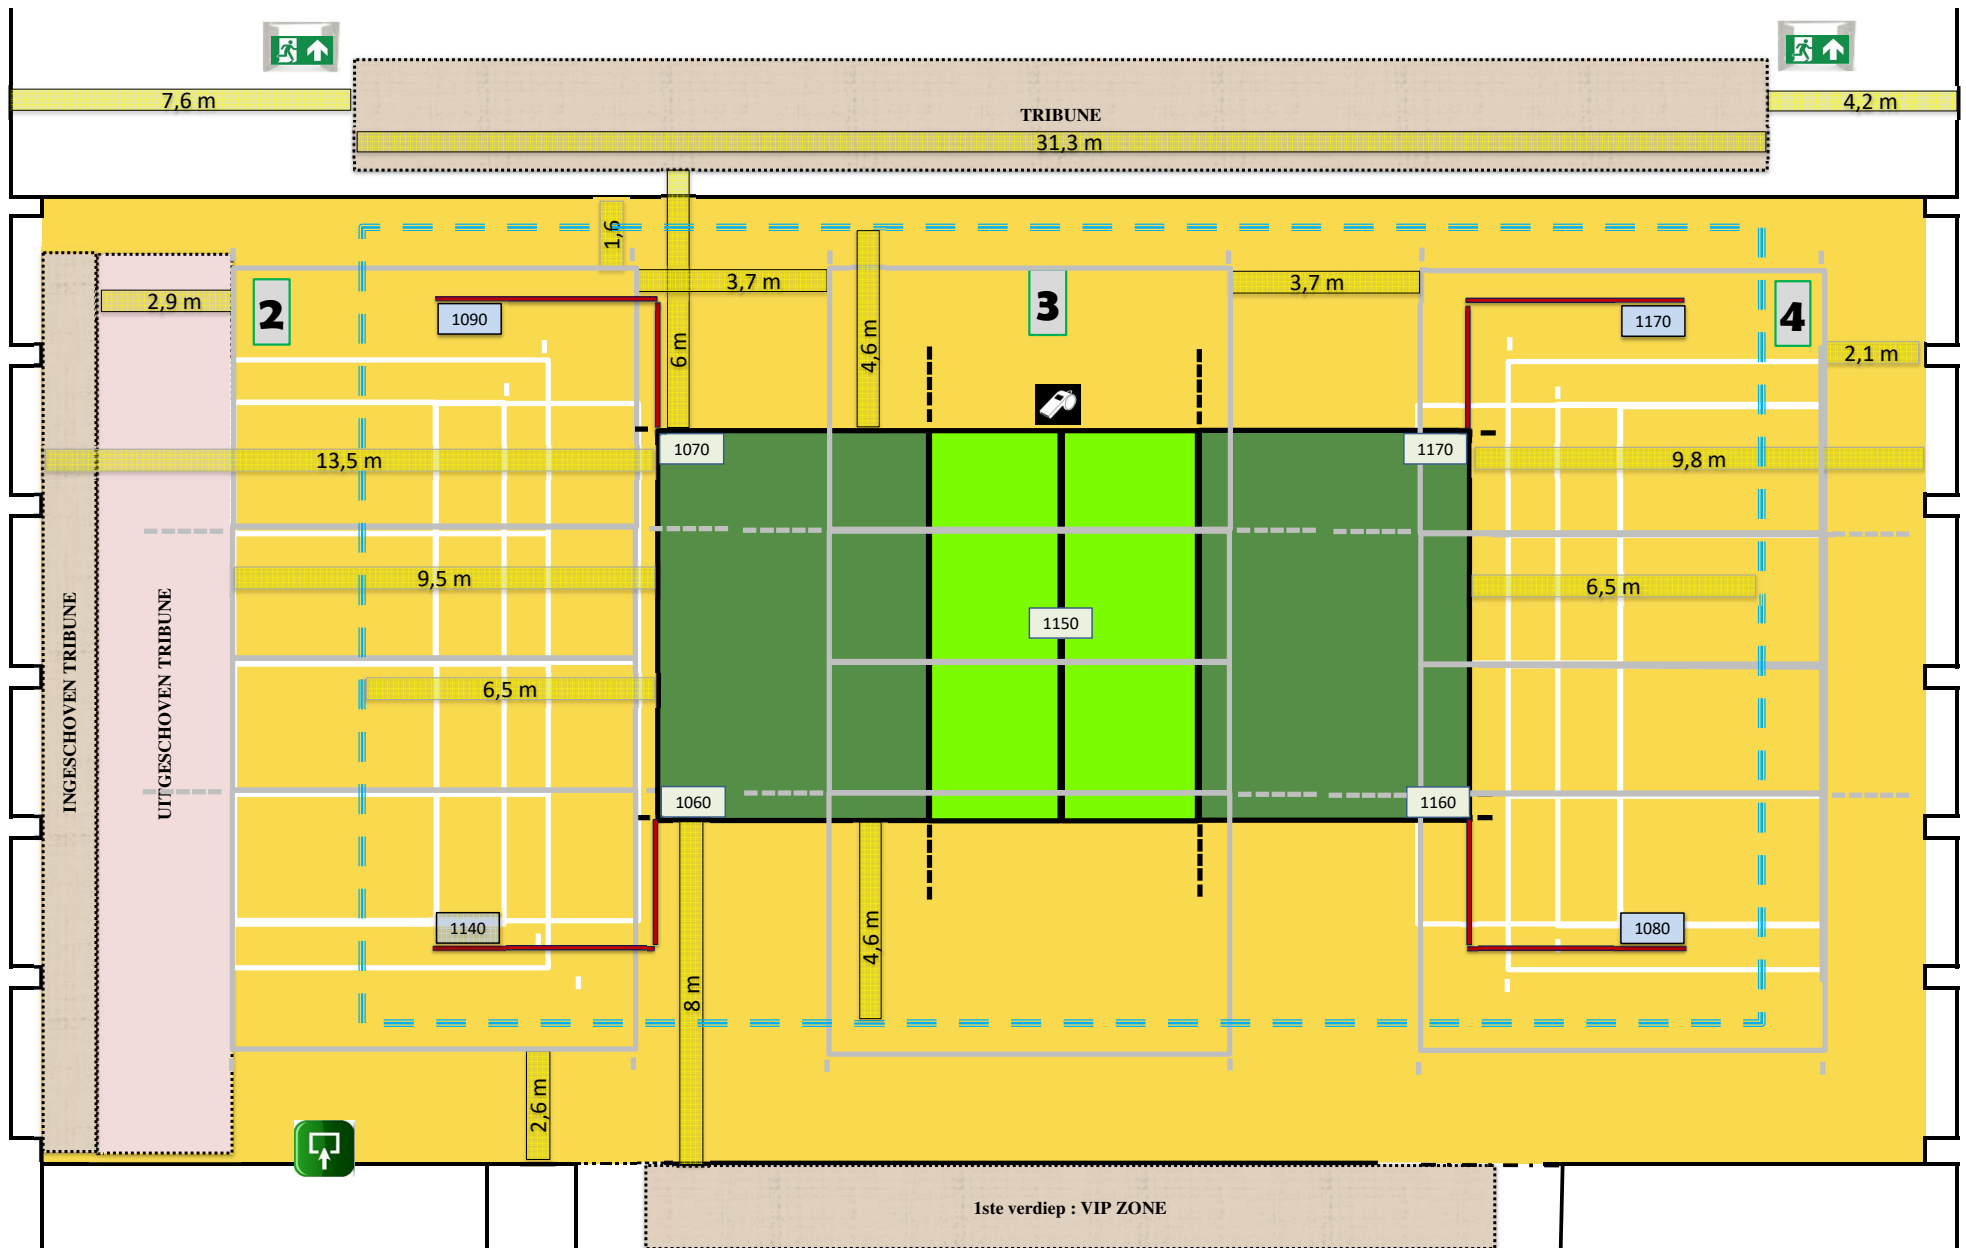 7,6 m
4,2 m
TRIBUNE
31,3 m
1,6
3,7 m
3,7 m
2,9 m
2
3
4
1090
1170
6 m
4,6 m
2,1 m
1070
1170
13,5 m
9,8 m
9,5 m
6,5 m
1150
INGESCHOVEN TRIBUNE
UITGESCHOVEN TRIBUNE
6,5 m
1060
1160
1140
1080
4,6 m
8 m
2,6 m
1ste verdiep : VIP ZONE